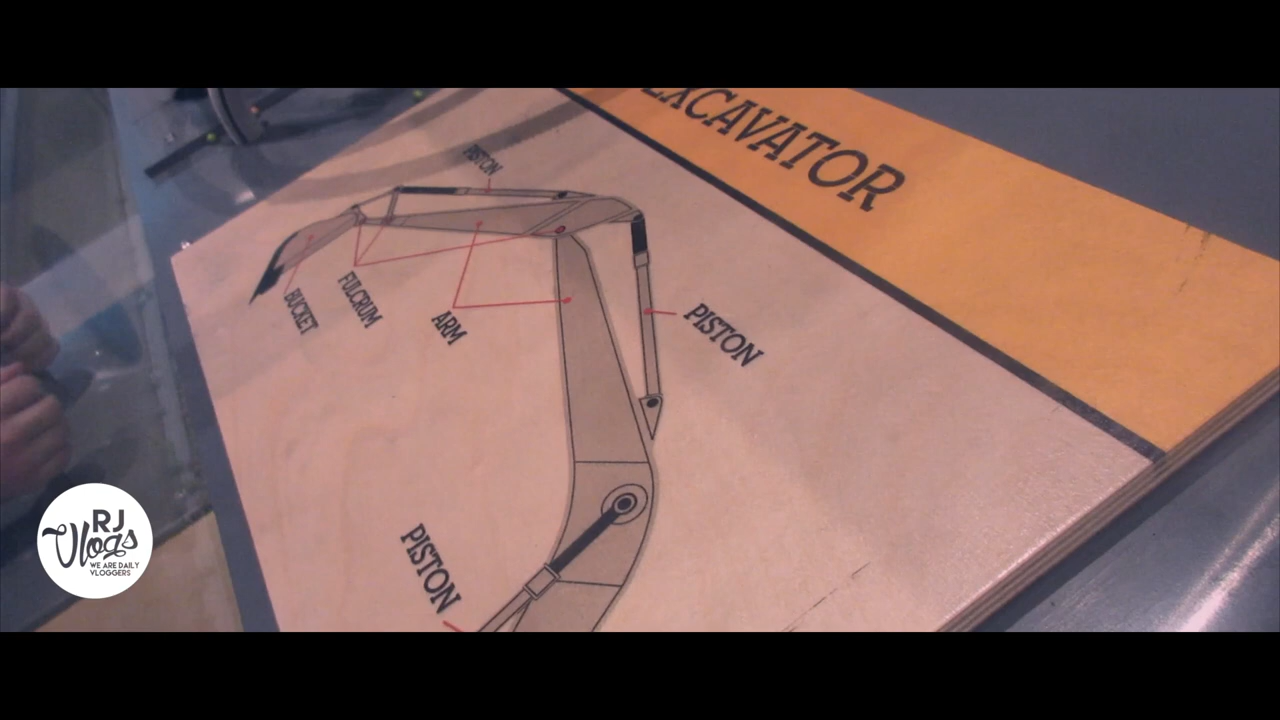 EXCAVATOR
PISTON
BUCKET
FULCRUM
ARM
PISTON
PISTON
RJ
Vlogs
WE ARE DAILY
VLOGGERS